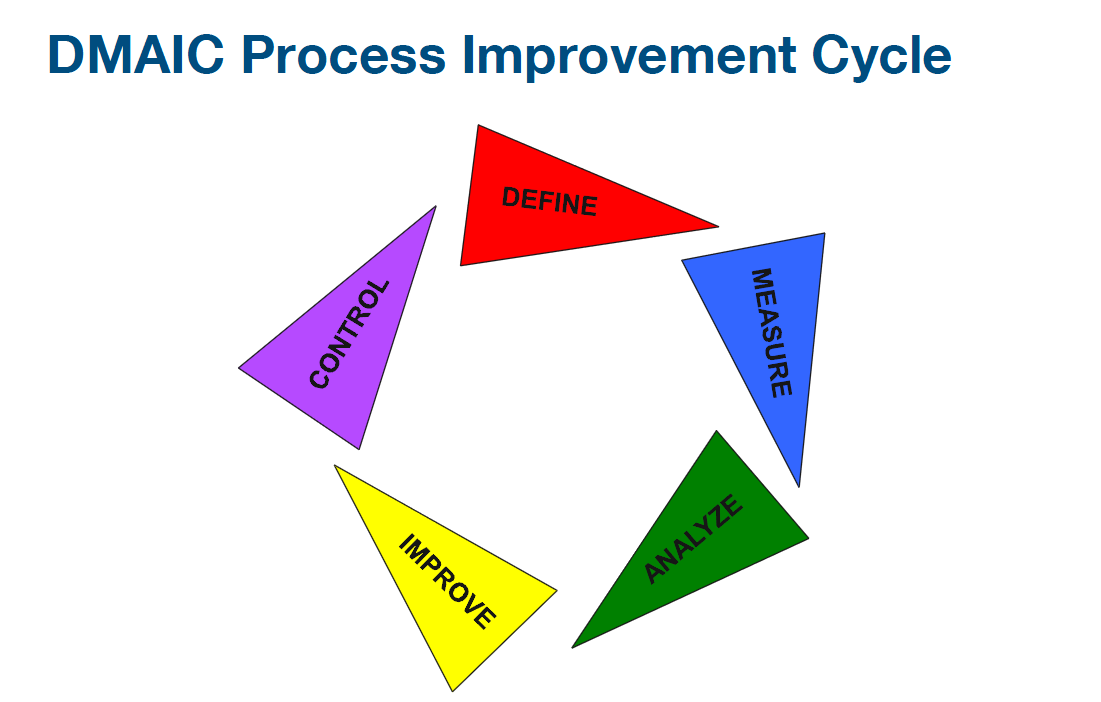 DMAIC Process Improvement Cycle
DEFINE
MEASURE
ANALYZE
IMPROVE
CONTROL